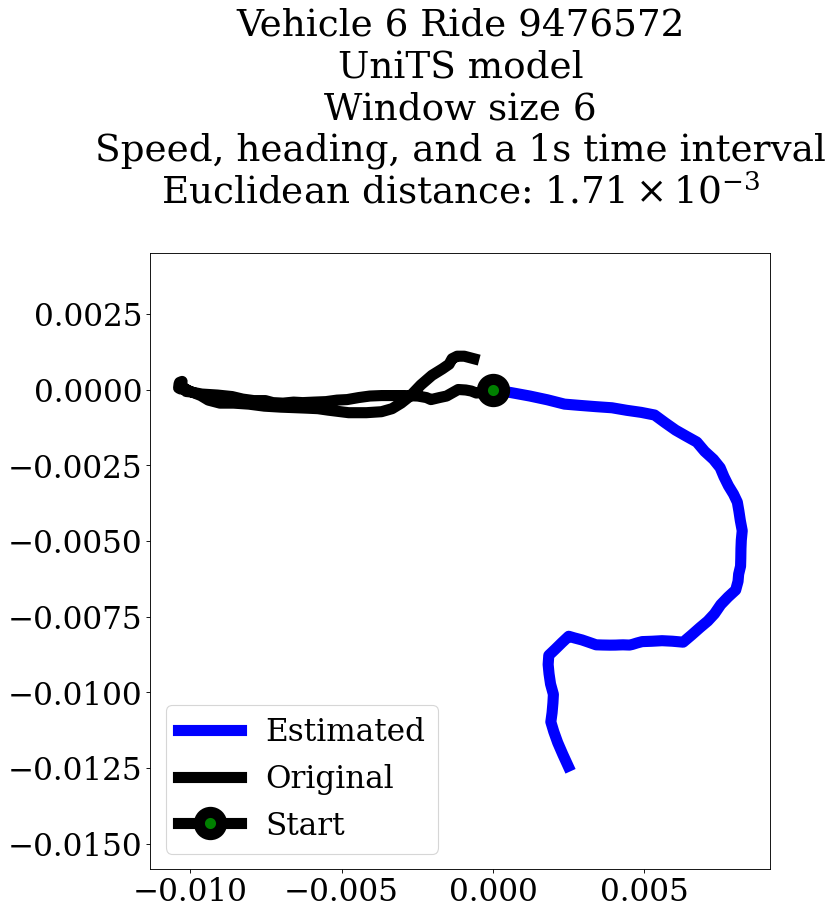 Vehicle 6 Ride 9476572
UniTS model
Window size 6
Speed, heading, and a 1s time interval
Euclidean distance: 1.71 × 10⁻³
0.0025
0.0000
−0.0025
−0.0050
−0.0075
−0.0100
−0.0125
−0.0150
Estimated
Original
Start
−0.010
−0.005
0.000
0.005